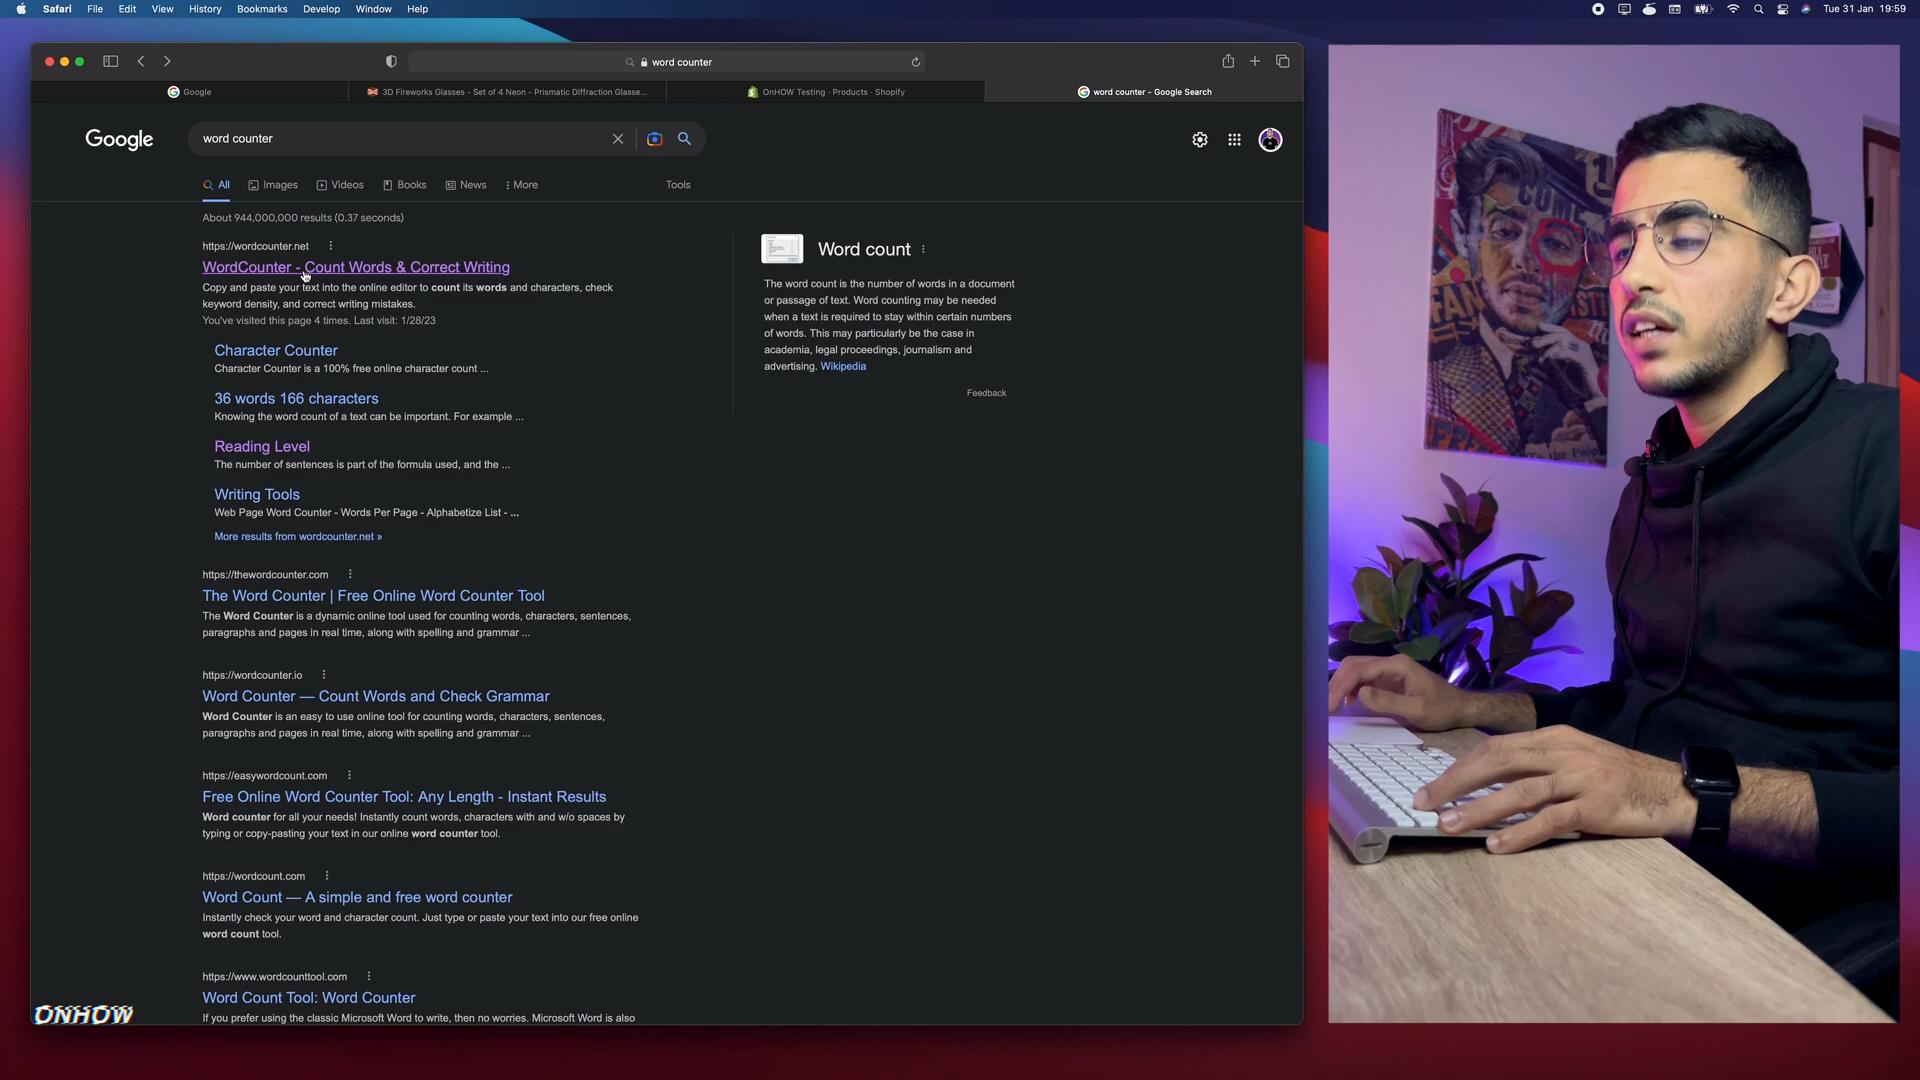 Safari File Edit View History Bookmarks Develop Window Help
Tue 31 Jan 19:59
word counter
Google
3D Fireworks Glasses - Set of 4 Neon - Prismatic Diffraction Glasse...
OnHOW Testing · Products · Shopify
word counter - Google Search
Google
word counter
All Images Videos Books News More Tools
About 944,000,000 results (0.37 seconds)
https://wordcounter.net
WordCounter - Count Words & Correct Writing
Copy and paste your text into the online editor to count its words and characters, check
keyword density, and correct writing mistakes.
You've visited this page 4 times. Last visit: 1/28/23
Character Counter
Character Counter is a 100% free online character count ...
36 words 166 characters
Knowing the word count of a text can be important. For example ...
Reading Level
The number of sentences is part of the formula used, and the ...
Writing Tools
Web Page Word Counter - Words Per Page - Alphabetize List - ...
More results from wordcounter.net »
https://thewordcounter.com
The Word Counter | Free Online Word Counter Tool
The Word Counter is a dynamic online tool used for counting words, characters, sentences,
paragraphs and pages in real time, along with spelling and grammar ...
https://wordcounter.io
Word Counter — Count Words and Check Grammar
Word Counter is an easy to use online tool for counting words, characters, sentences,
paragraphs and pages in real time, along with spelling and grammar ...
https://easywordcount.com
Free Online Word Counter Tool: Any Length - Instant Results
Word counter for all your needs! Instantly count words, characters with and w/o spaces by
typing or copy-pasting your text in our online word counter tool.
https://wordcount.com
Word Count — A simple and free word counter
Instantly check your word and character count. Just type or paste your text into our free online
word count tool.
https://www.wordcounttool.com
Word Count Tool: Word Counter
If you prefer using the classic Microsoft Word to write, then no worries. Microsoft Word is also
Word count
The word count is the number of words in a document
or passage of text. Word counting may be needed
when a text is required to stay within certain numbers
of words. This may particularly be the case in
academia, legal proceedings, journalism and
advertising. Wikipedia
Feedback
ONHOW